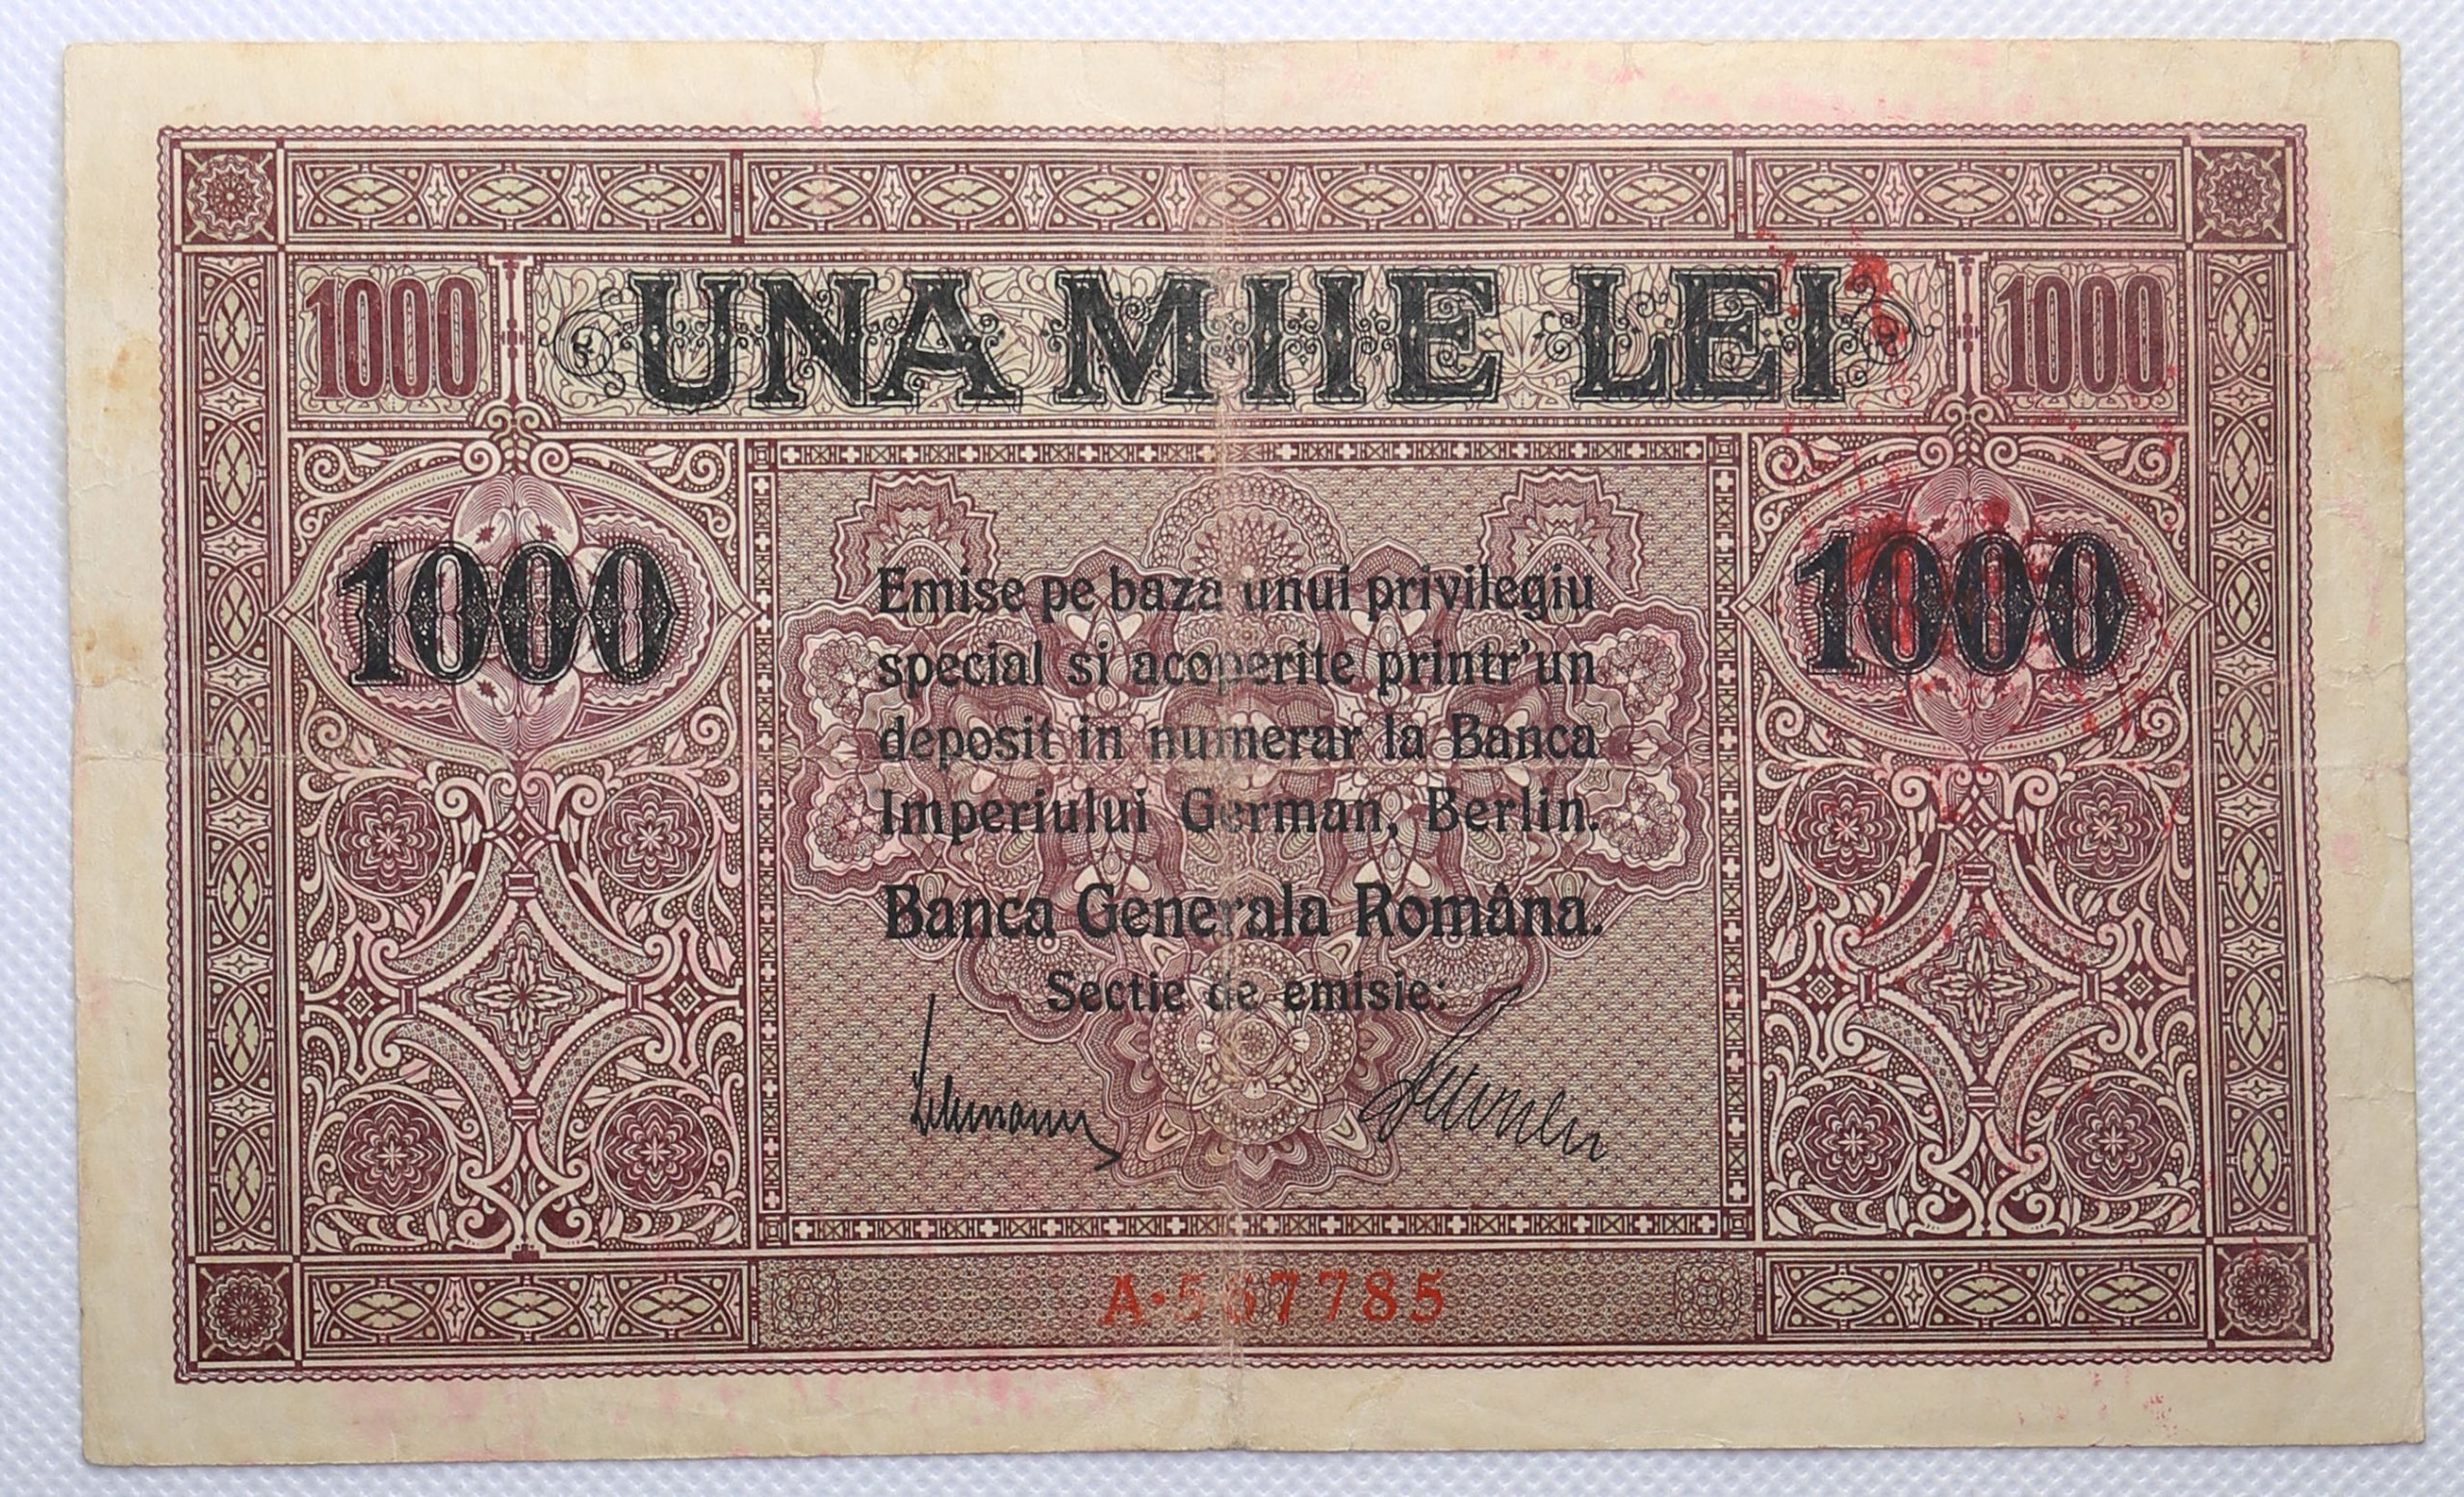 1000 UNA MIIE LEI 1000
1000 1000
Emise pe baza unui privilegiu
special si acoperite printr'un
deposit in numerar la Banca
Imperiului German, Berlin.
Banca Generala Româna.
Sectie de emisie:
A·567785